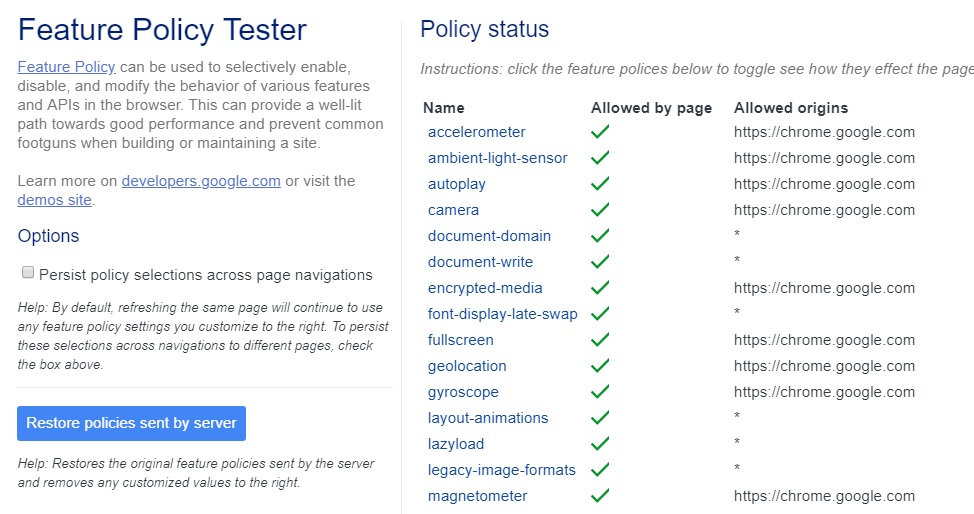 Feature Policy Tester
Feature Policy can be used to selectively enable,
disable, and modify the behavior of various features
and APIs in the browser. This can provide a well-lit
path towards good performance and prevent common
footguns when building or maintaining a site.
Learn more on developers.google.com or visit the
demos site.
Options
Persist policy selections across page navigations
Help: By default, refreshing the same page will continue to use
any feature policy settings you customize to the right. To persist
these selections across navigations to different pages, check
the box above.
Restore policies sent by server
Help: Restores the original feature policies sent by the server
and removes any customized values to the right.
Policy status
Instructions: click the feature polices below to toggle see how they effect the page
Name Allowed by page Allowed origins
accelerometer ✓ https://chrome.google.com
ambient-light-sensor ✓ https://chrome.google.com
autoplay ✓ https://chrome.google.com
camera ✓ https://chrome.google.com
document-domain ✓ *
document-write ✓ *
encrypted-media ✓ https://chrome.google.com
font-display-late-swap ✓ *
fullscreen ✓ https://chrome.google.com
geolocation ✓ https://chrome.google.com
gyroscope ✓ https://chrome.google.com
layout-animations ✓ *
lazyload ✓ *
legacy-image-formats ✓ *
magnetometer ✓ https://chrome.google.com